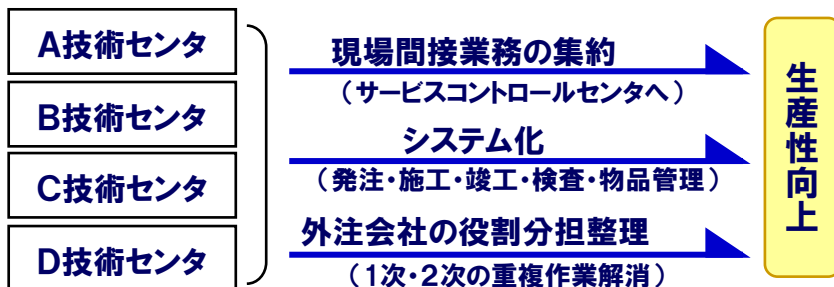 A技術センタ
B技術センタ
C技術センタ
D技術センタ
現場間接業務の集約
（サービスコントロールセンタへ）
システム化
（発注・施工・竣工・検査・物品管理）
外注会社の役割分担整理
（1次・2次の重複作業解消）
生産性向上